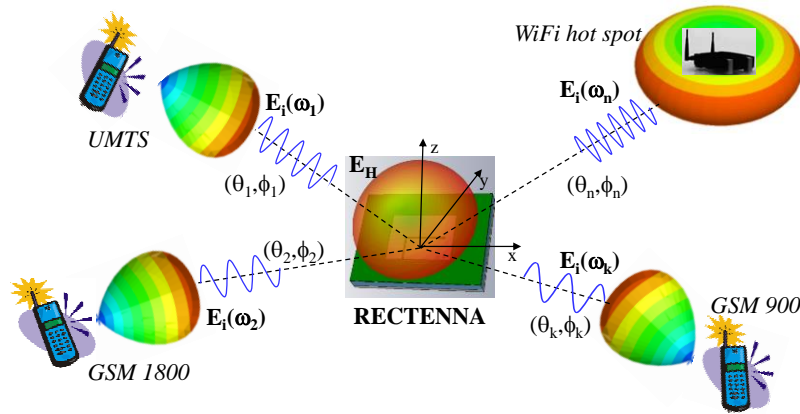 WiFi hot spot
E_i(ω_1)
E_i(ω_n)
UMTS
z
E_H
y
(θ_1,ϕ_1)
(θ_n,ϕ_n)
(θ_2,ϕ_2)
x
E_i(ω_k)
E_i(ω_2)
RECTENNA
(θ_k,ϕ_k)
GSM 900
GSM 1800